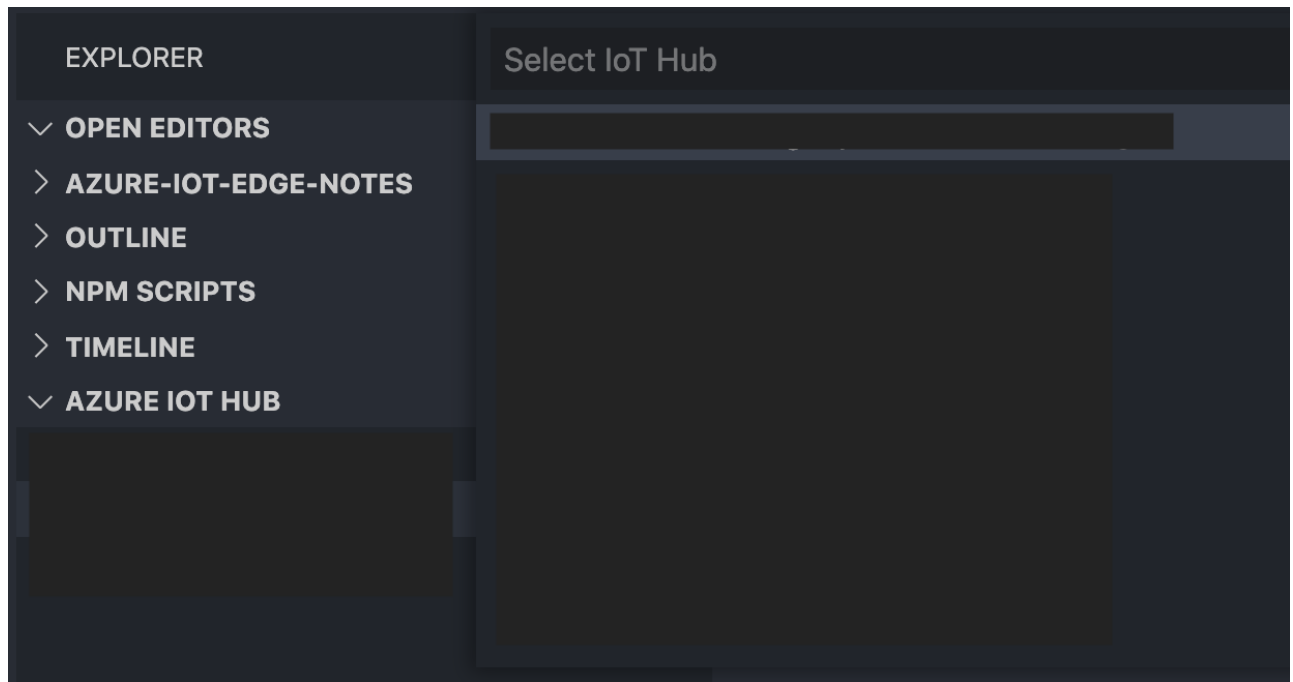 EXPLORER
Select IoT Hub
OPEN EDITORS
AZURE-IOT-EDGE-NOTES
OUTLINE
NPM SCRIPTS
TIMELINE
AZURE IOT HUB